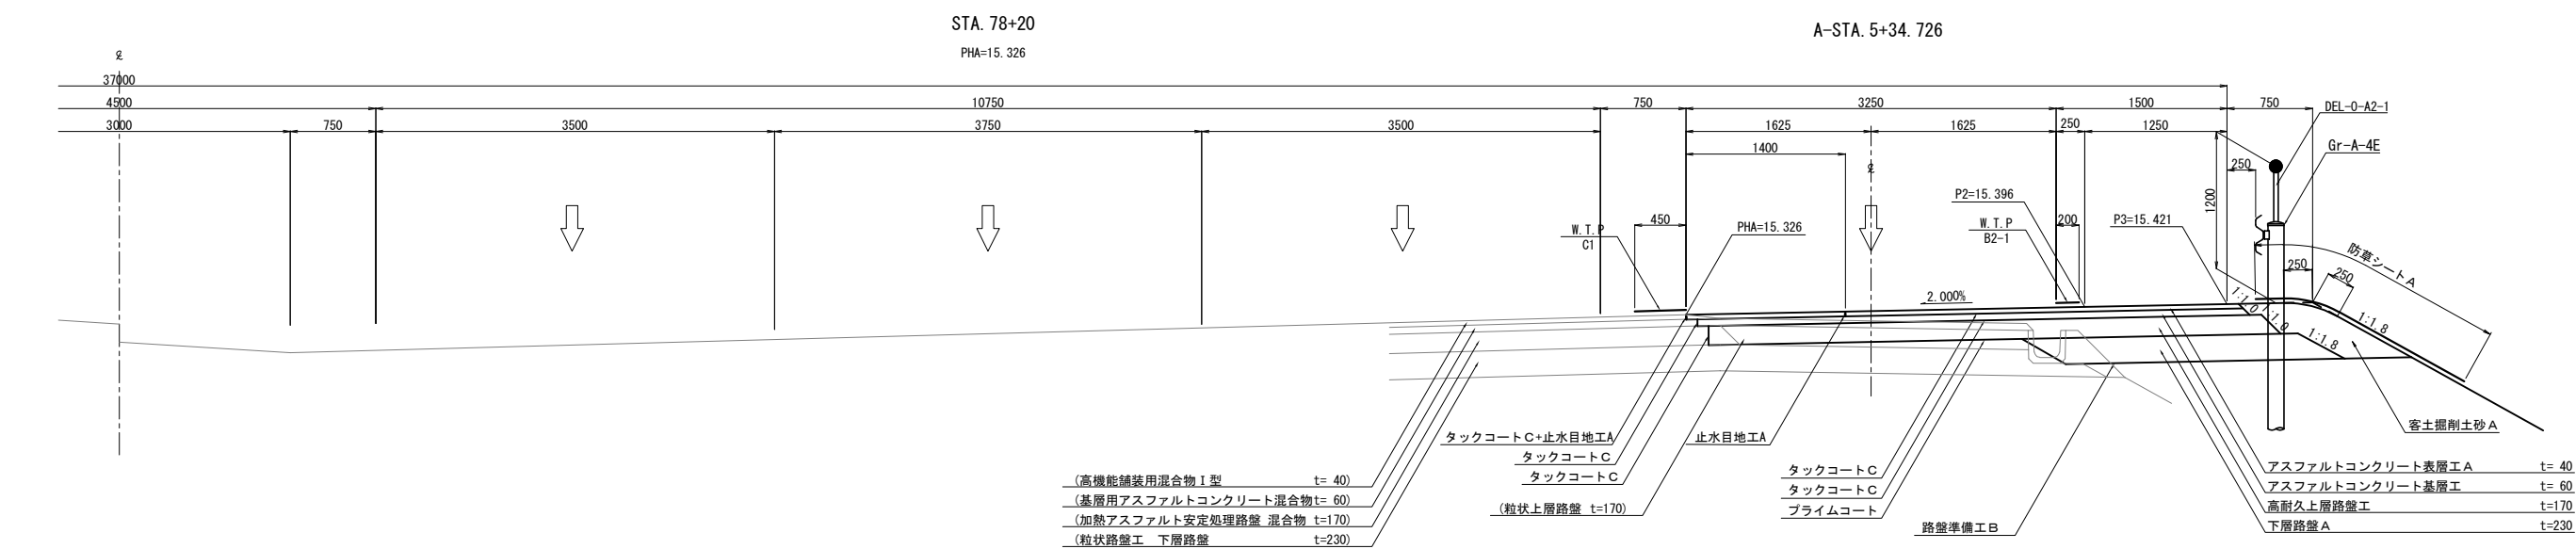 STA. 78+20
A-STA. 5+34. 726
PHA=15. 326
℄
37000
4500
10750
750
3250
1500
750
DEL-O-A2-1
3000
750
3500
3750
3500
1625
1625
250
1250
Gr-A-4E
1400
250
℄
P2=15. 396
1200
450
200
P3=15. 421
W. T. P
C1
PHA=15. 326
W. T. P
B2-1
防草シートA
250
250
2. 000%
1:1.0
1:1.0
1:1.8
1:1.8
タックコートC+止水目地工A
止水目地工A
客土掘削土砂A
タックコートC
タックコートC
(高機能舗装用混合物Ⅰ型 t= 40)
(基層用アスファルトコンクリート混合物t= 60)
(加熱アスファルト安定処理路盤 混合物 t=170)
(粒状路盤工 下層路盤 t=230)
(粒状上層路盤 t=170)
タックコートC
タックコートC
プライムコート
路盤準備工B
アスファルトコンクリート表層工A t= 40
アスファルトコンクリート基層工 t= 60
高耐久上層路盤工 t=170
下層路盤A t=230